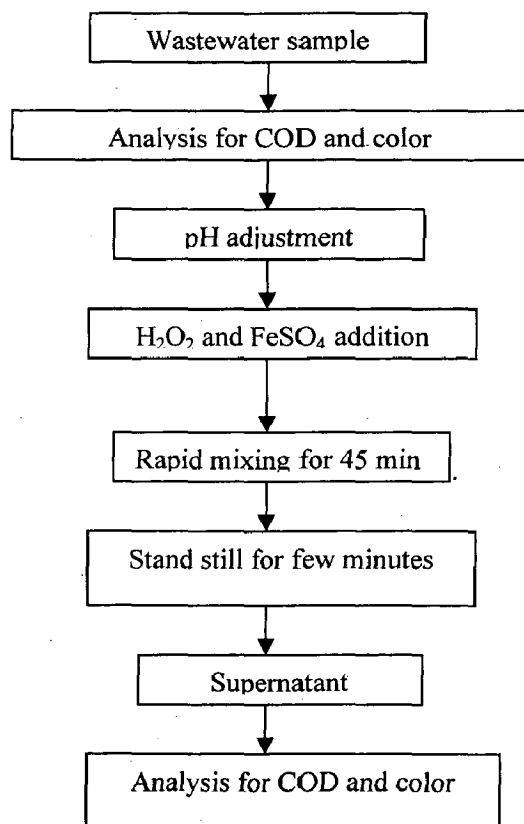 Wastewater sample
Analysis for COD and color
pH adjustment
H₂O₂ and FeSO₄ addition
Rapid mixing for 45 min
Stand still for few minutes
Supernatant
Analysis for COD and color